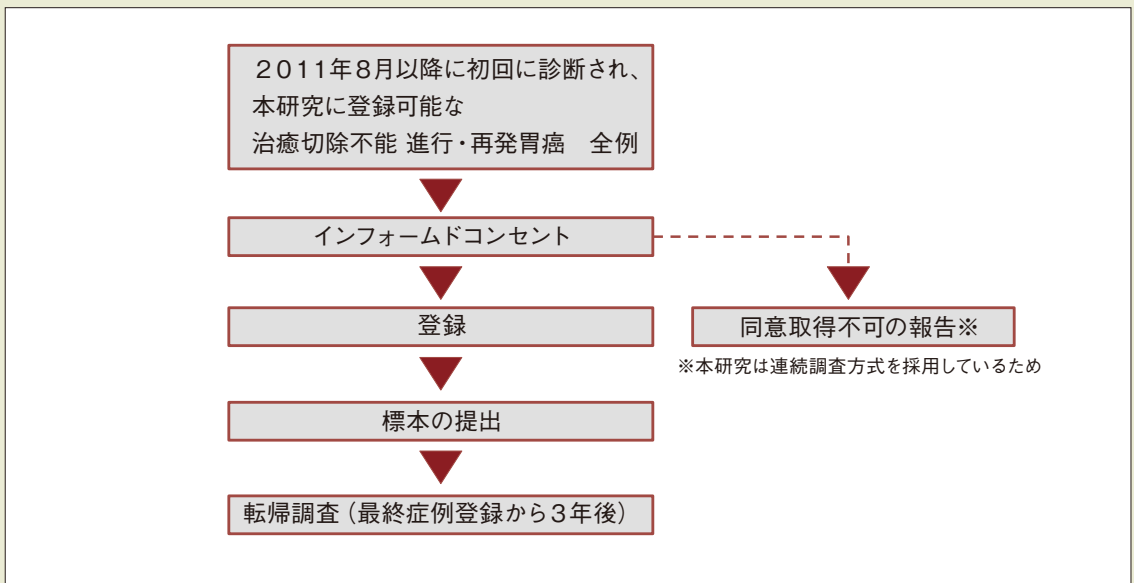 ２０１１年８月以降に初回に診断され、
本研究に登録可能な
治癒切除不能 進行・再発胃癌　全例
インフォームドコンセント
登録
同意取得不可の報告※
※本研究は連続調査方式を採用しているため
標本の提出
転帰調査（最終症例登録から３年後）